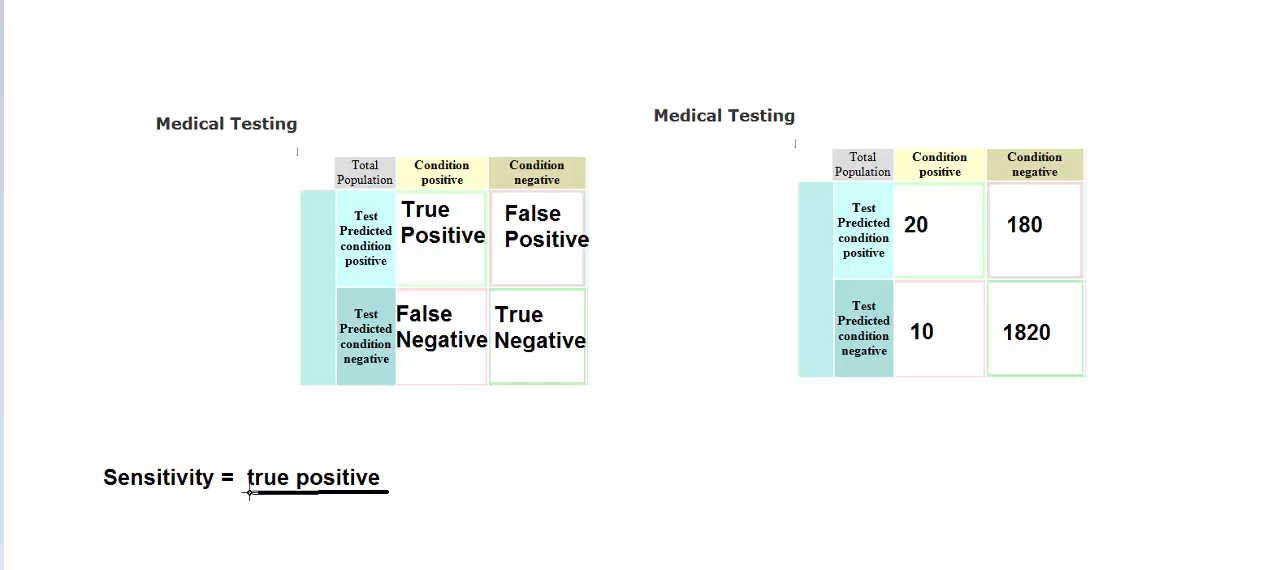 Medical Testing
Total
Population
Condition
positive
Condition
negative
Test
Predicted
condition
positive
True
Positive
False
Positive
Test
Predicted
condition
negative
False
Negative
True
Negative
Medical Testing
Total
Population
Condition
positive
Condition
negative
Test
Predicted
condition
positive
20
180
Test
Predicted
condition
negative
10
1820
Sensitivity = true positive